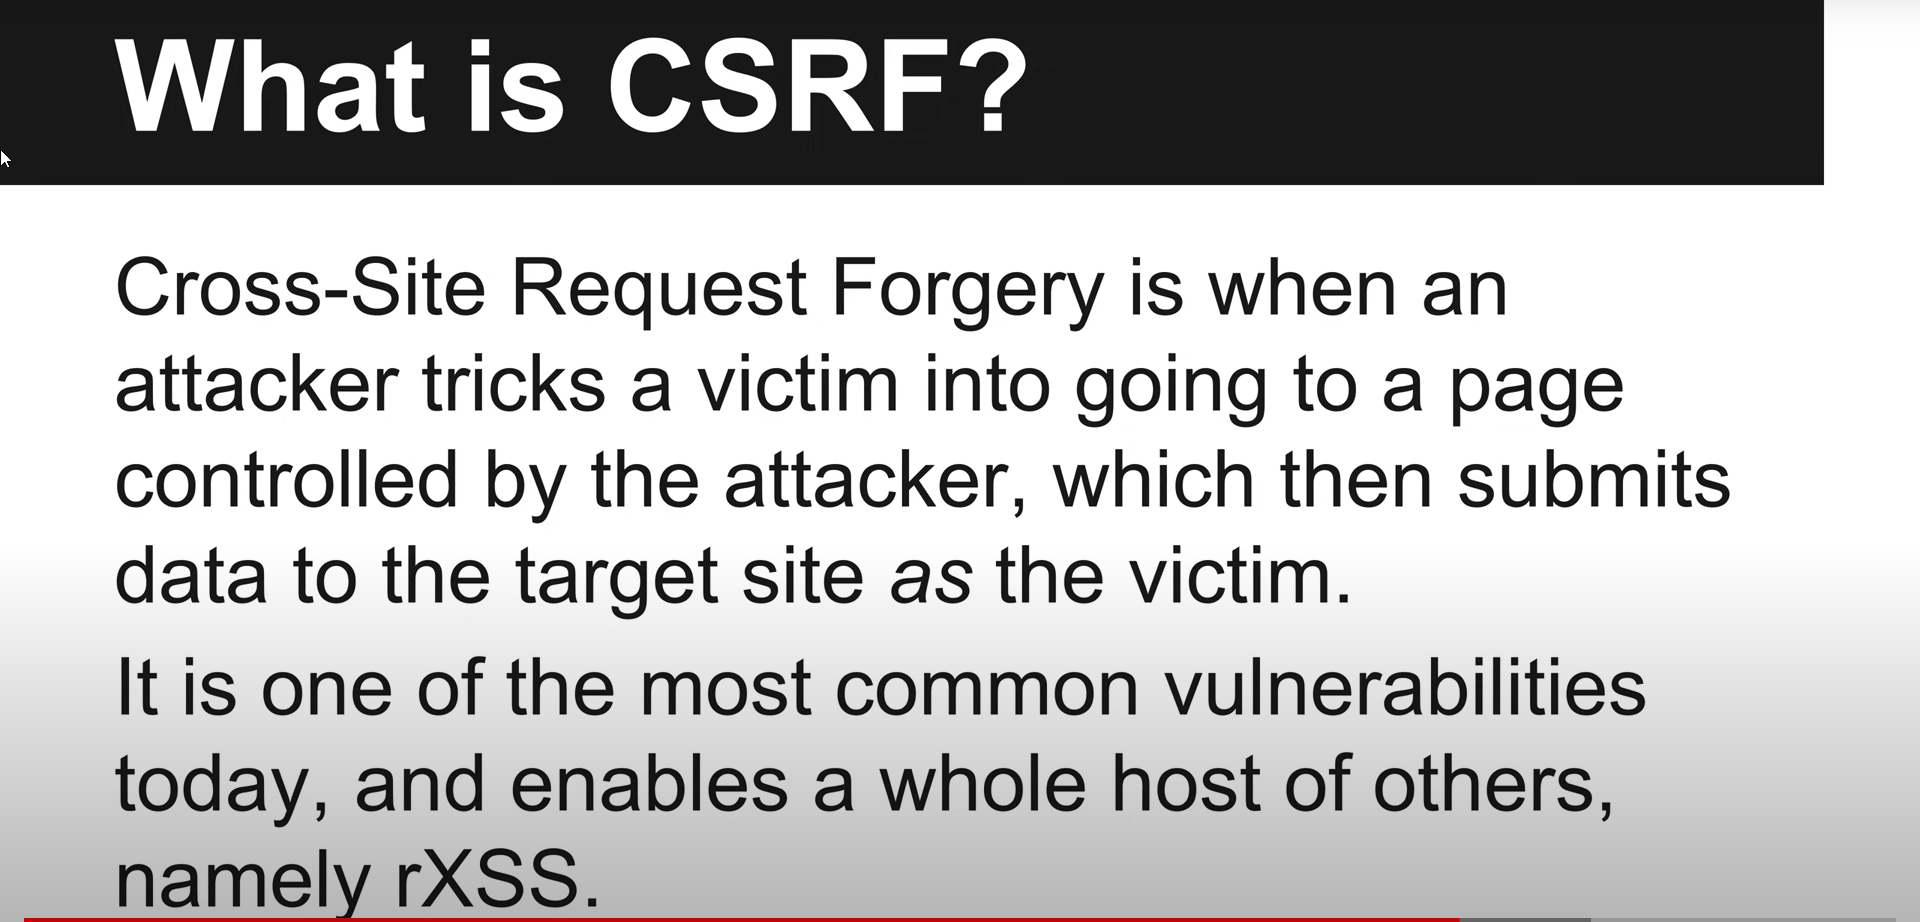 What is CSRF?
Cross-Site Request Forgery is when an
attacker tricks a victim into going to a page
controlled by the attacker, which then submits
data to the target site as the victim.
It is one of the most common vulnerabilities
today, and enables a whole host of others,
namely rXSS.